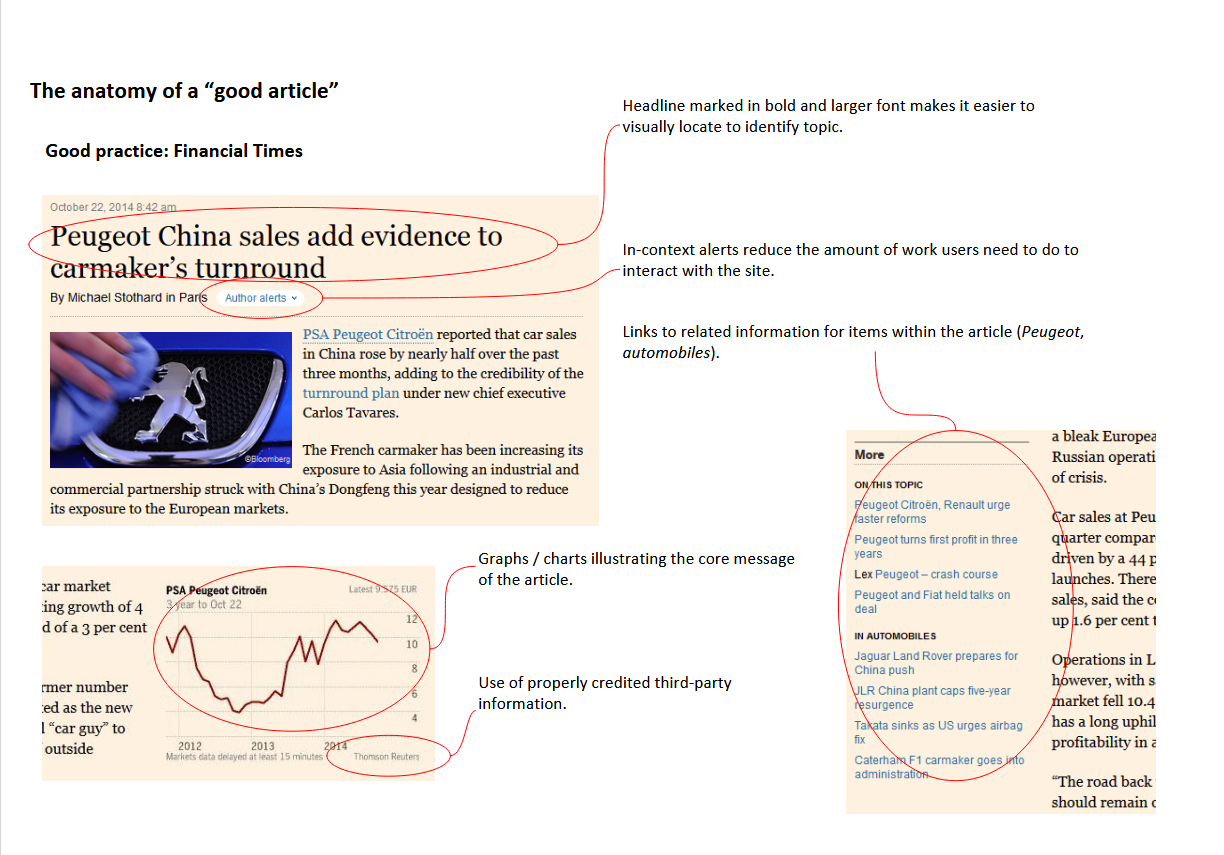 The anatomy of a “good article”
Good practice: Financial Times
Headline marked in bold and larger font makes it easier to
visually locate to identify topic.
October 22, 2014 8:42 am
Peugeot China sales add evidence to
carmaker’s turnround
By Michael Stothard in Paris
Author alerts
In-context alerts reduce the amount of work users need to do to
interact with the site.
©Bloomberg
PSA Peugeot Citroën reported that car sales
in China rose by nearly half over the past
three months, adding to the credibility of the
turnround plan under new chief executive
Carlos Tavares.
The French carmaker has been increasing its
exposure to Asia following an industrial and
commercial partnership struck with China’s Dongfeng this year designed to reduce
its exposure to the European markets.
Links to related information for items within the article (Peugeot,
automobiles).
More
ON THIS TOPIC
Peugeot Citroën, Renault urge
faster reforms
Peugeot turns first profit in three
years
Lex Peugeot – crash course
Peugeot and Fiat held talks on
deal
IN AUTOMOBILES
Jaguar Land Rover prepares for
China push
JLR China plant caps five-year
resurgence
Takata sinks as US urges airbag
fix
Caterham F1 carmaker goes into
administration
a bleak Europea
Russian operati
of crisis.
Car sales at Peu
quarter compar
driven by a 44 p
launches. There
sales, said the c
up 1.6 per cent t
Operations in L
however, with s
market fell 10.4
has a long uphil
profitability in a
“The road back
should remain c
Graphs / charts illustrating the core message
of the article.
car market
ing growth of 4
d of a 3 per cent
rmer number
ted as the new
l “car guy” to
outside
PSA Peugeot Citroën
Latest 9.575 EUR
3 year to Oct 22
12
10
8
6
4
2012 2013 2014
Markets data delayed at least 15 minutes
Thomson Reuters
Use of properly credited third-party
information.